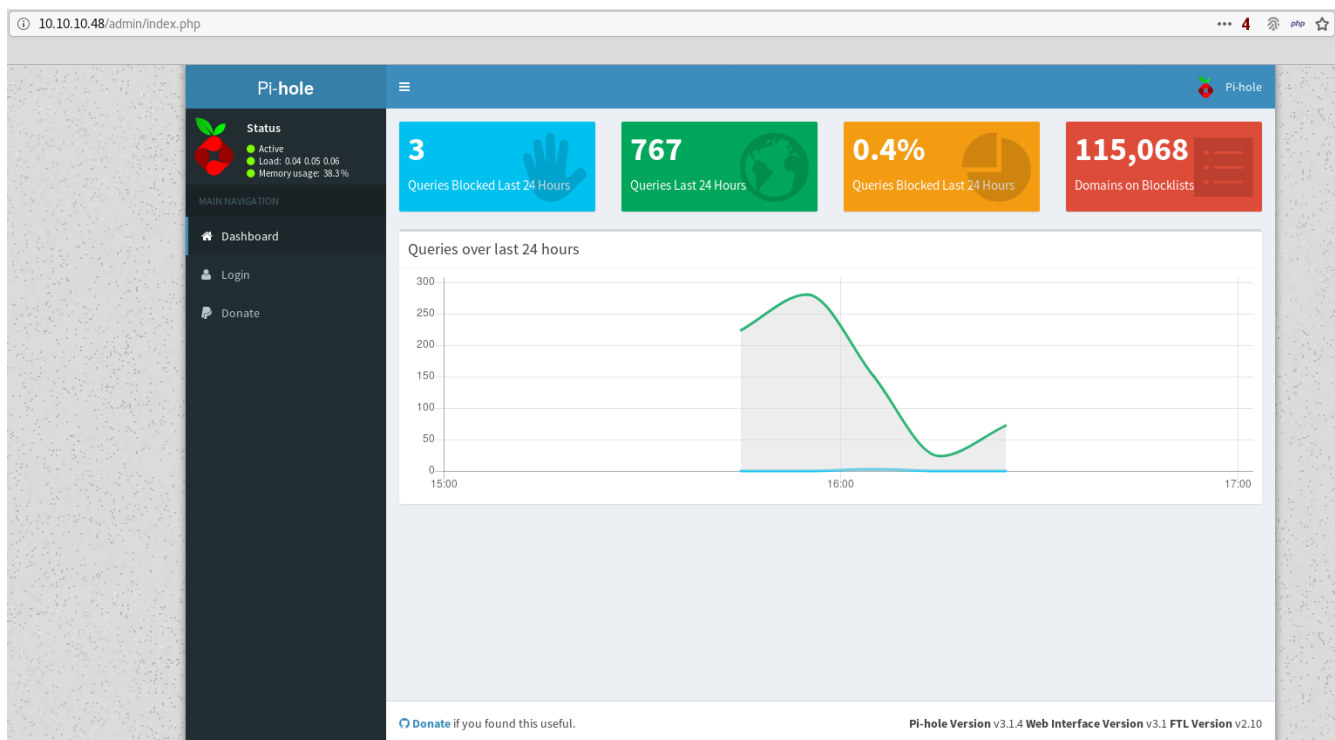 10.10.10.48/admin/index.php
4
php
Pi-hole
Pi-hole
Status
Active
Load: 0.04 0.05 0.06
Memory usage: 38.3 %
MAIN NAVIGATION
Dashboard
Login
Donate
3
Queries Blocked Last 24 Hours
767
Queries Last 24 Hours
0.4%
Queries Blocked Last 24 Hours
115,068
Domains on Blocklists
Queries over last 24 hours
300
250
200
150
100
50
0
15:00 16:00 17:00
Donate if you found this useful.
Pi-hole Version v3.1.4 Web Interface Version v3.1 FTL Version v2.10